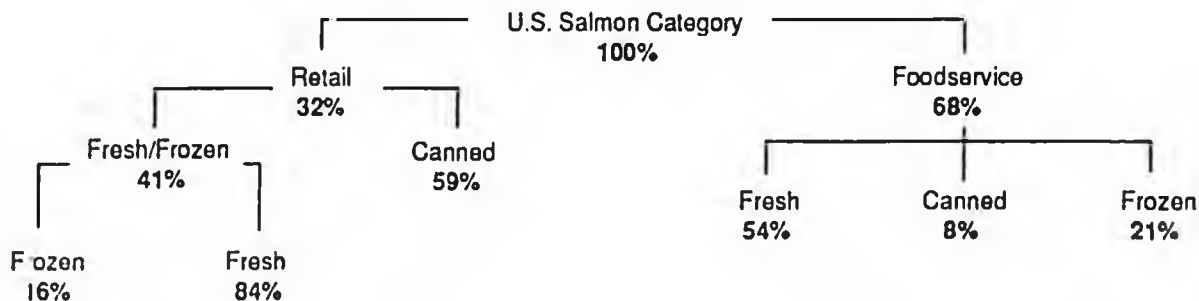 U.S. Salmon Category
100%
Retail
32%
Foodservice
68%
Fresh/Frozen
41%
Canned
59%
Fresh
54%
Canned
8%
Frozen
21%
F ozen
16%
Fresh
84%